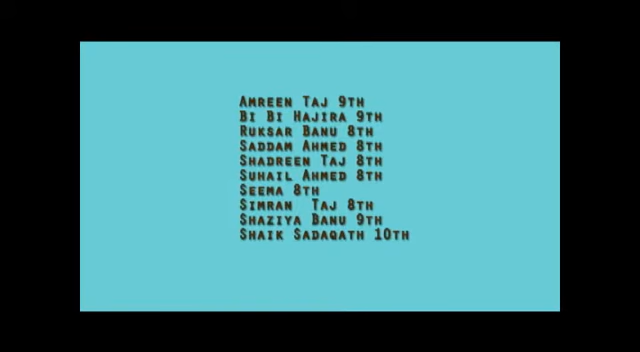 Amreen Taj 9th
Bi Bi Hajira 9th
Ruksar Banu 8th
Saddam Ahmed 8th
Shadreen Taj 8th
Suhail Ahmed 8th
Seema 8th
Simran  Taj 8th
Shaziya Banu 9th
Shaik Sadaqath 10th